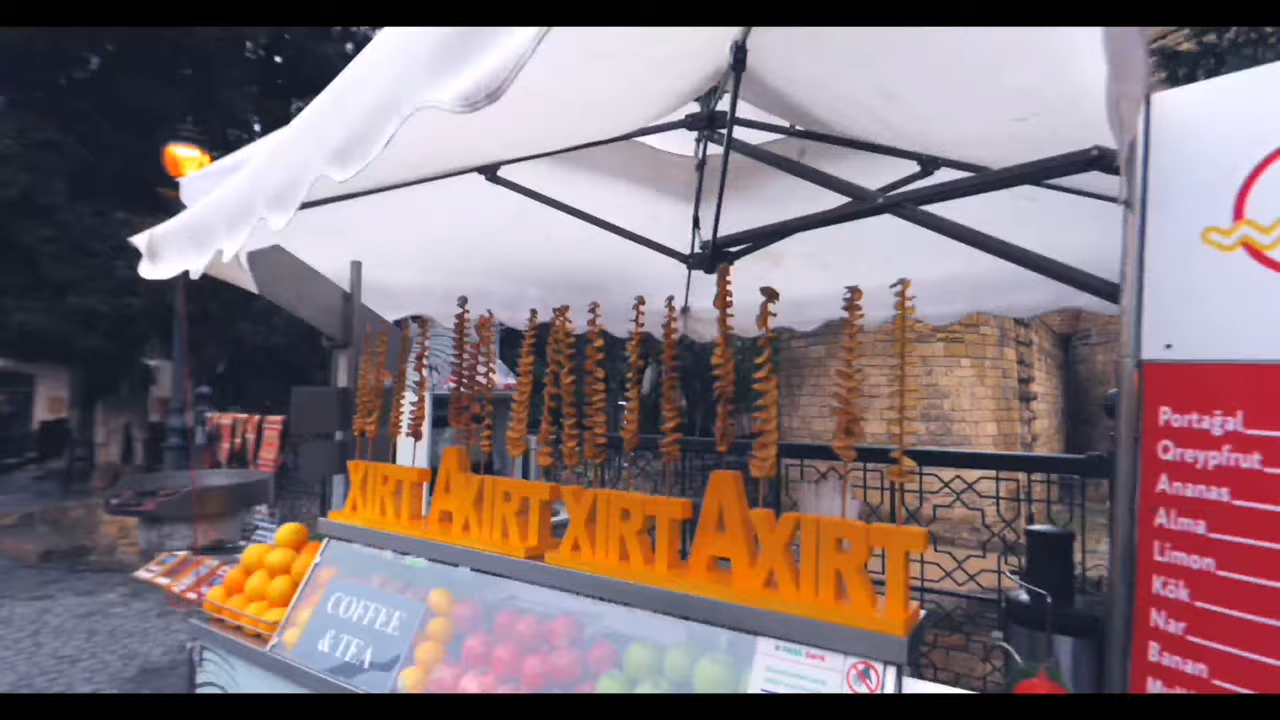 XIRT AXIRT XIRT AXIRT
COFFEE
& TEA
Portağal
Qreypfrut
Ananas
Alma
Limon
Kök
Nar
Banan